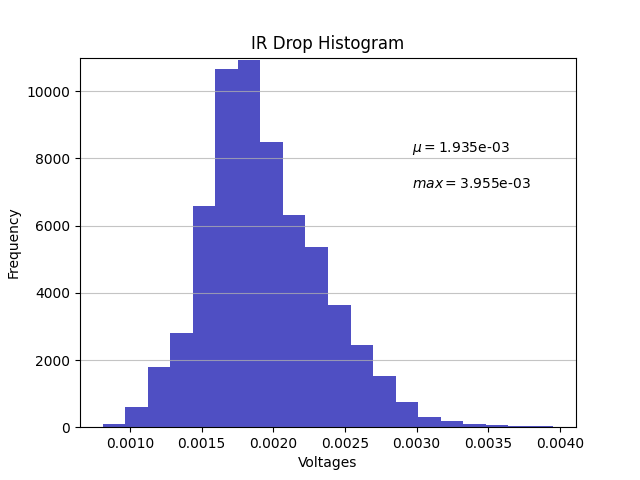 IR Drop Histogram
10000
8000
6000
4000
2000
0
Frequency
μ = 1.935e-03
max = 3.955e-03
0.0010 0.0015 0.0020 0.0025 0.0030 0.0035 0.0040
Voltages